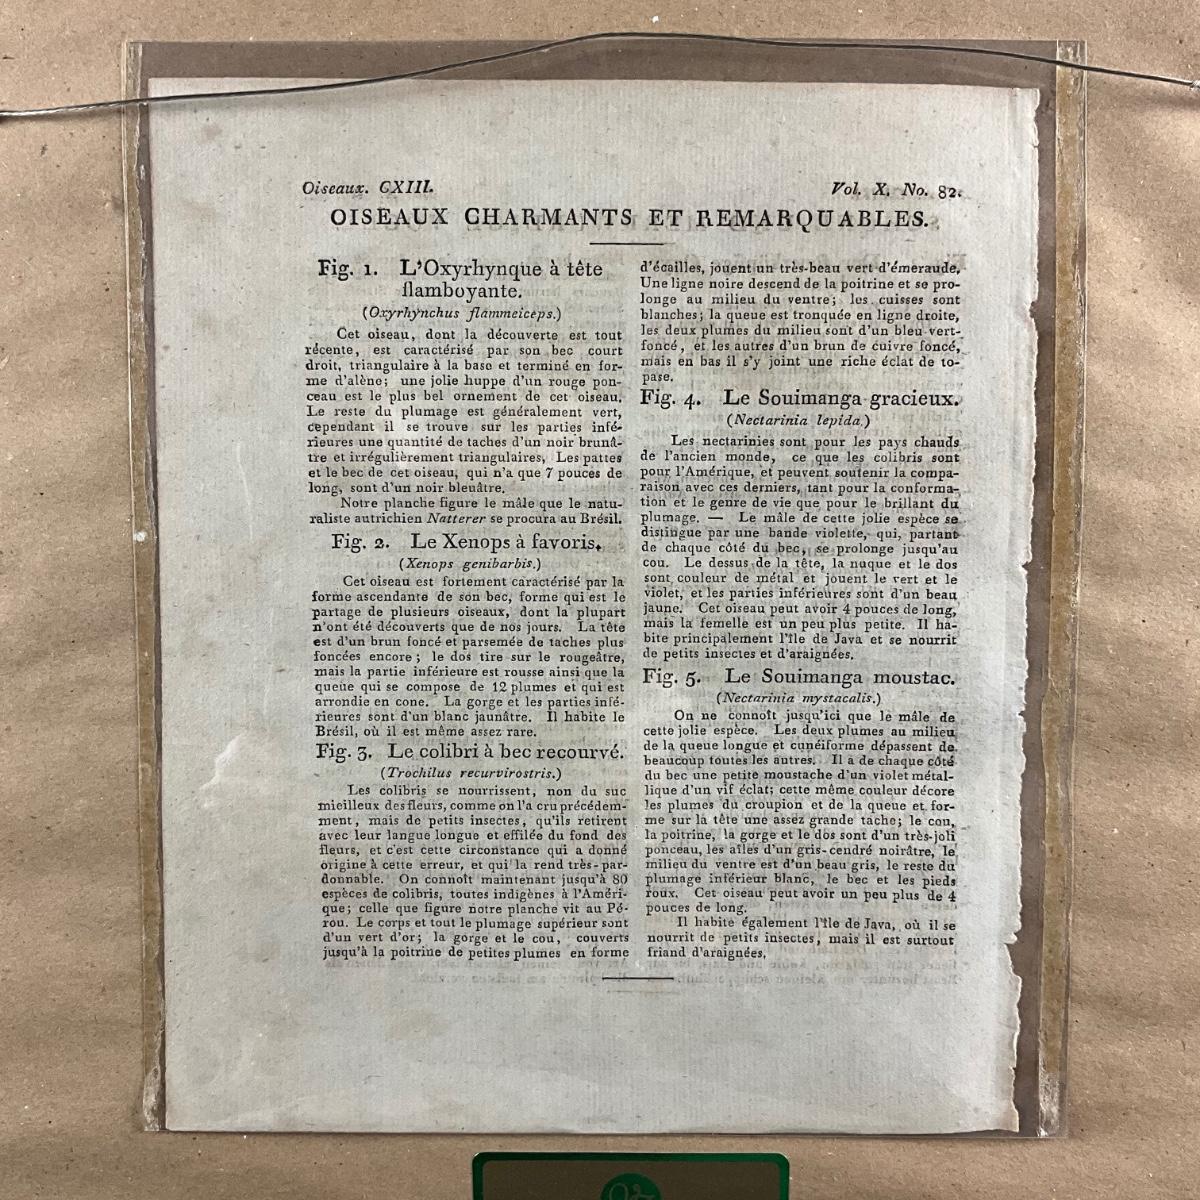 Oiseaux. CXIII.
Vol. X. No. 82.
OISEAUX CHARMANTS ET REMARQUABLES.
Fig. 1. L'Oxyrhynque à tête
flamboyante.
(Oxyrhynchus flammeiceps.)
Cet oiseau, dont la découverte est tout
récente, est caractérisé par son bec court
droit, triangulaire à la base et terminé en for-
me d'alène; une jolie huppe d'un rouge pon-
ceau est le plus bel ornement de cet oiseau.
Le reste du plumage est généralement vert,
cependant il se trouve sur les parties infé-
rieures une quantité de taches d'un noir brunâ-
tre et irrégulièrement triangulaires, Les pattes
et le bec de cet oiseau, qui n'a que 7 pouces de
long, sont d'un noir bleuâtre.
Notre planche figure le mâle que le natu-
raliste autrichien Natterer se procura au Brésil.
Fig. 2. Le Xenops à favoris.
(Xenops genibarbis.)
Cet oiseau est fortement caractérisé par la
forme ascendante de son bec, forme qui est le
partage de plusieurs oiseaux, dont la plupart
n'ont été découverts que de nos jours. La tête
est d'un brun foncé et parsemée de taches plus
foncées encore; le dos tire sur le rougeâtre,
mais la partie inférieure est rousse ainsi que la
queue qui se compose de 12 plumes et qui est
arrondie en cone. La gorge et les parties infé-
rieures sont d'un blanc jaunâtre. Il habite le
Brésil, où il est même assez rare.
Fig. 3. Le colibri à bec recourvé.
(Trochilus recurvirostris.)
Les colibris se nourrissent, non du suc
mieilleux des fleurs, comme on l'a cru précédem-
ment, mais de petits insectes, qu'ils retirent
avec leur langue longue et effilée du fond des
fleurs, et c'est cette circonstance qui a donné
origine à cette erreur, et qui la rend très-par-
donnable. On connoît maintenant jusqu'à 80
espèces de colibris, toutes indigènes à l'Améri-
que; celle que figure notre planche vit au Pé-
rou. Le corps et tout le plumage supérieur sont
d'un vert d'or; la gorge et le cou, couverts
jusqu'à la poitrine de petites plumes en forme
d'écailles, jouent un très-beau vert d'émeraude.
Une ligne noire descend de la poitrine et se pro-
longe au milieu du ventre; les cuisses sont
blanches; la queue est tronquée en ligne droite,
les deux plumes du milieu sont d'un bleu vert-
foncé, et les autres d'un brun de cuivre foncé,
mais en bas il s'y joint une riche éclat de to-
pase.
Fig. 4. Le Souimanga gracieux.
(Nectarinia lepida.)
Les nectarinies sont pour les pays chauds
de l'ancien monde, ce que les colibris sont
pour l'Amérique, et peuvent soutenir la compa-
raison avec ces derniers, tant pour la conforma-
tion et le genre de vie que pour le brillant du
plumage. — Le mâle de cette jolie espèce se
distingue par une bande violette, qui, partant
de chaque côté du bec, se prolonge jusqu'au
cou. Le dessus de la tête, la nuque et le dos
sont couleur de métal et jouent le vert et le
violet, et les parties inférieures sont d'un beau
jaune. Cet oiseau peut avoir 4 pouces de long,
mais la femelle est un peu plus petite. Il ha-
bite principalement l'île de Java et se nourrit
de petits insectes et d'araignées.
Fig. 5. Le Souimanga moustac.
(Nectarinia mystacalis.)
On ne connoît jusqu'ici que le mâle de
cette jolie espèce. Les deux plumes au milieu
de la queue longue et cunéiforme dépassent de
beaucoup toutes les autres. Il a de chaque côté
du bec une petite moustache d'un violet métal-
lique d'un vif éclat; cette même couleur décore
les plumes du croupion et de la queue et for-
me sur la tête une assez grande tache; le cou,
la poitrine, la gorge et le dos sont d'un très-joli
ponceau, les aîles d'un gris-cendré noirâtre, le
milieu du ventre est d'un beau gris, le reste du
plumage inférieur blanc, le bec et les pieds
roux. Cet oiseau peut avoir un peu plus de 4
pouces de long.
Il habite également l'île de Java, où il se
nourrit de petits insectes, mais il est surtout
friand d'araignées.